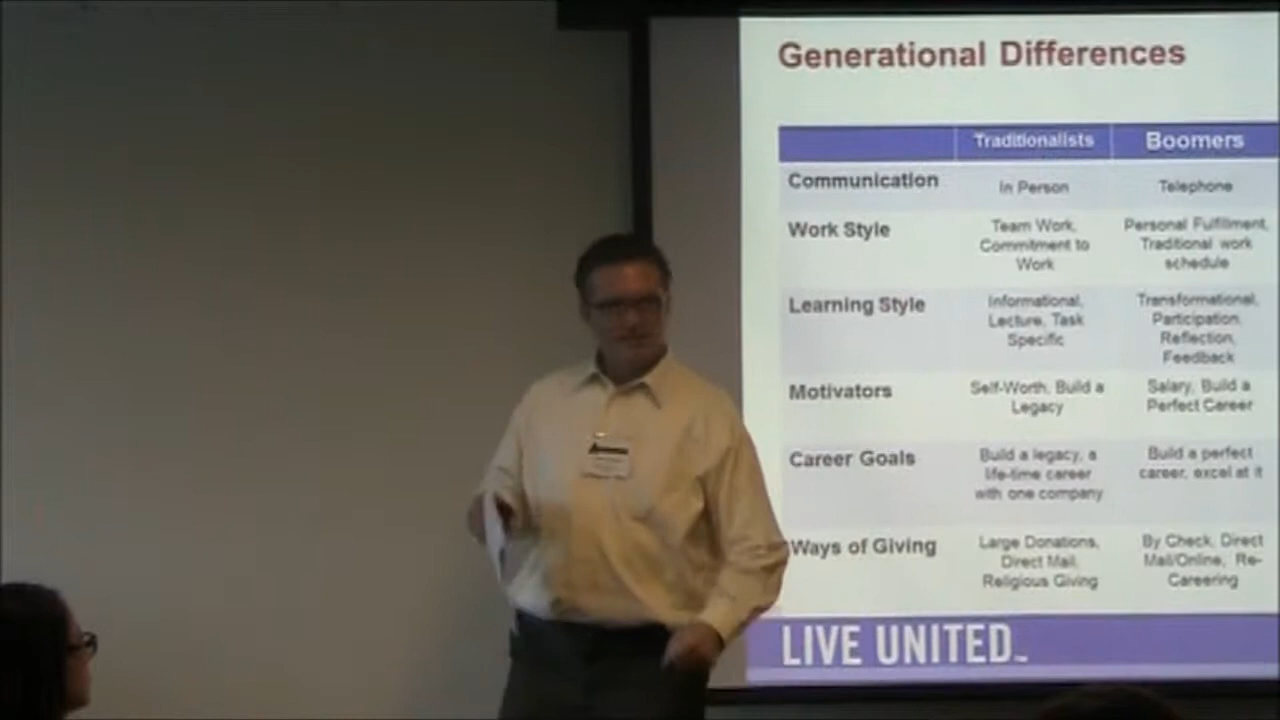 Generational Differences
Traditionalists Boomers
Communication In Person Telephone
Work Style
Team Work,
Commitment to
Work
Personal Fulfillment,
Traditional work
schedule
Learning Style
Informational,
Lecture, Task
Specific
Transformational,
Participation,
Reflection,
Feedback
Motivators
Self-Worth, Build a
Legacy
Salary, Build a
Perfect Career
Career Goals
Build a legacy, a
life-time career
with one company
Build a perfect
career, excel at it
Ways of Giving
Large Donations,
Direct Mail,
Religious Giving
By Check, Direct
Mail/Online, Re-
Careering
LIVE UNITED™